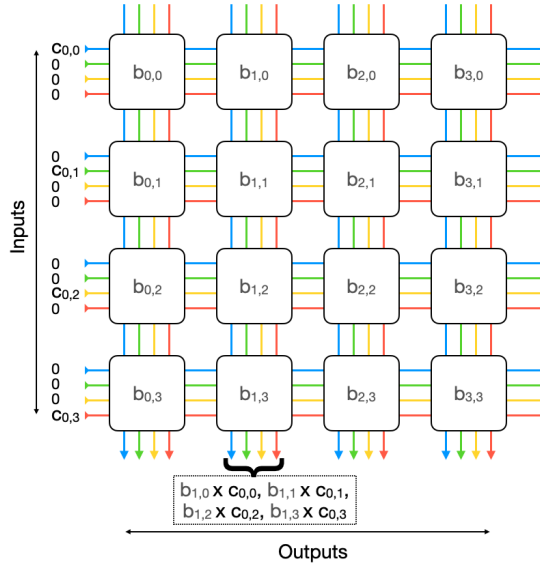 c0,0
0
0
0
b0,0 b1,0 b2,0 b3,0
0
c0,1
0
0
b0,1 b1,1 b2,1 b3,1
Inputs
0
0
c0,2
0
b0,2 b1,2 b2,2 b3,2
0
0
0
c0,3
b0,3 b1,3 b2,3 b3,3
b1,0 x c0,0, b1,1 x c0,1,
b1,2 x c0,2, b1,3 x c0,3
Outputs